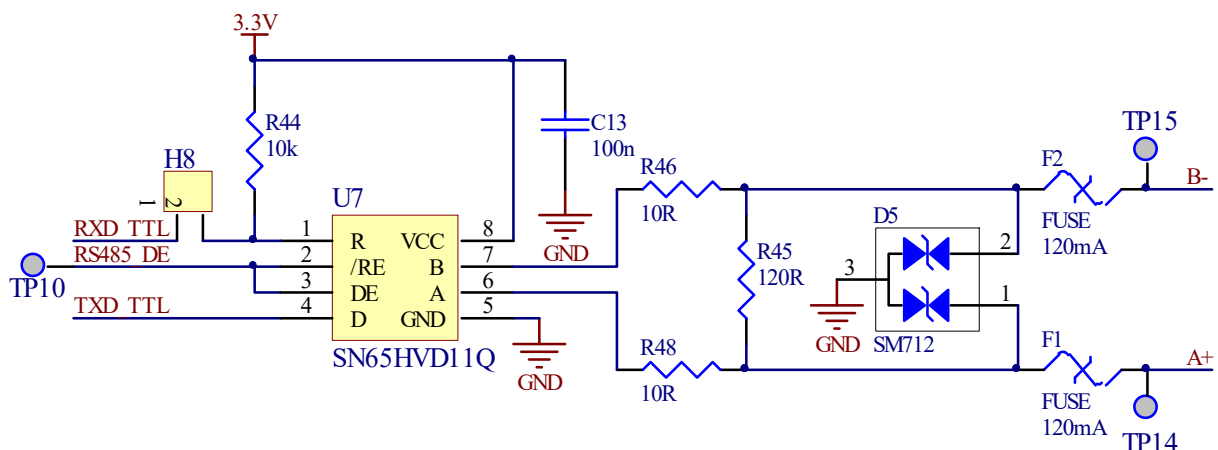 3.3V
R44
10k
C13
100n
GND
H8
1
2
U7
RXD_TTL
RS485_DE
TP10
TXD_TTL
1
2
3
4
R
/RE
DE
D
VCC
B
A
GND
8
7
6
5
SN65HVD11Q
GND
R46
10R
R45
120R
R48
10R
D5
3
2
1
GND
SM712
F2
FUSE
120mA
TP15
B-
F1
FUSE
120mA
A+
TP14